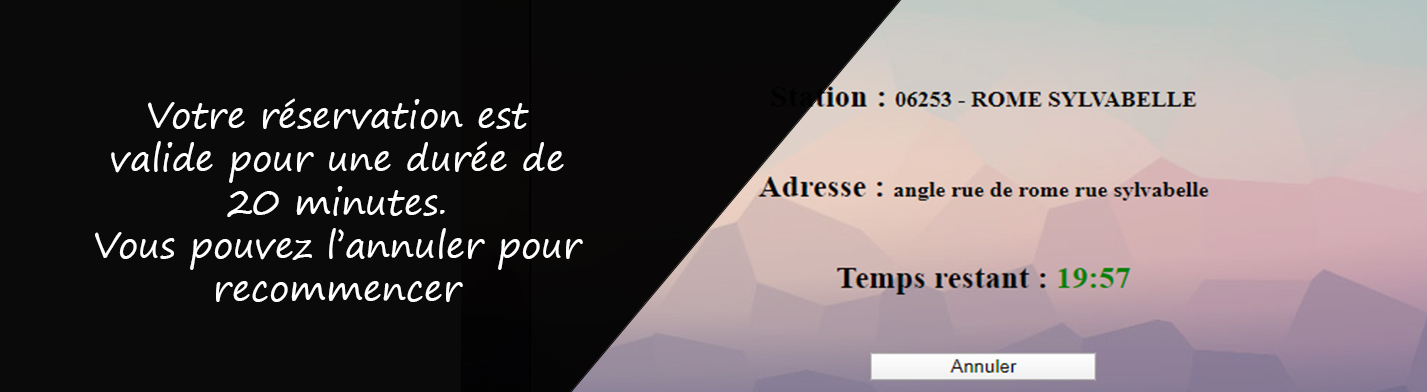 Votre réservation est
valide pour une durée de
20 minutes.
Vous pouvez l’annuler pour
recommencer
Station : 06253 - ROME SYLVABELLE
Adresse : angle rue de rome rue sylvabelle
Temps restant : 19:57
Annuler